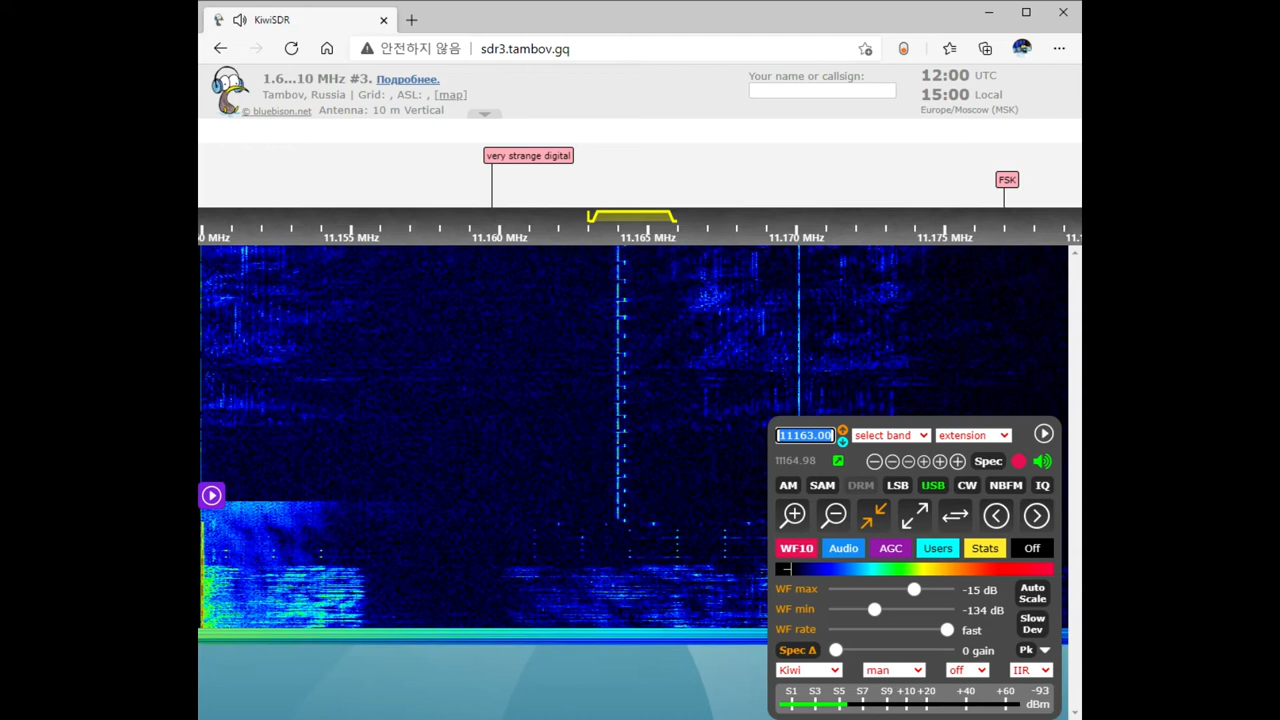 KiwiSDR
안전하지 않음 sdr3.tambov.gq
1.6...10 MHz #3. Подробнее.
Tambov, Russia | Grid: , ASL: , [map]
© bluebison.net Antenna: 10 m Vertical
Your name or callsign:
12:00 UTC
15:00 Local
Europe/Moscow (MSK)
very strange digital
FSK
0 MHz 11.155 MHz 11.160 MHz 11.165 MHz 11.170 MHz 11.175 MHz 11.1
11163.00 select band extension
11164.98 Spec
AM SAM DRM LSB USB CW NBFM IQ
WF10 Audio AGC Users Stats Off
WF max -15 dB Auto Scale
WF min -134 dB
WF rate fast Slow Dev
Spec Δ 0 gain Pk
Kiwi man off IIR
S1 S3 S5 S7 S9 +10 +20 +40 +60 -93
dBm